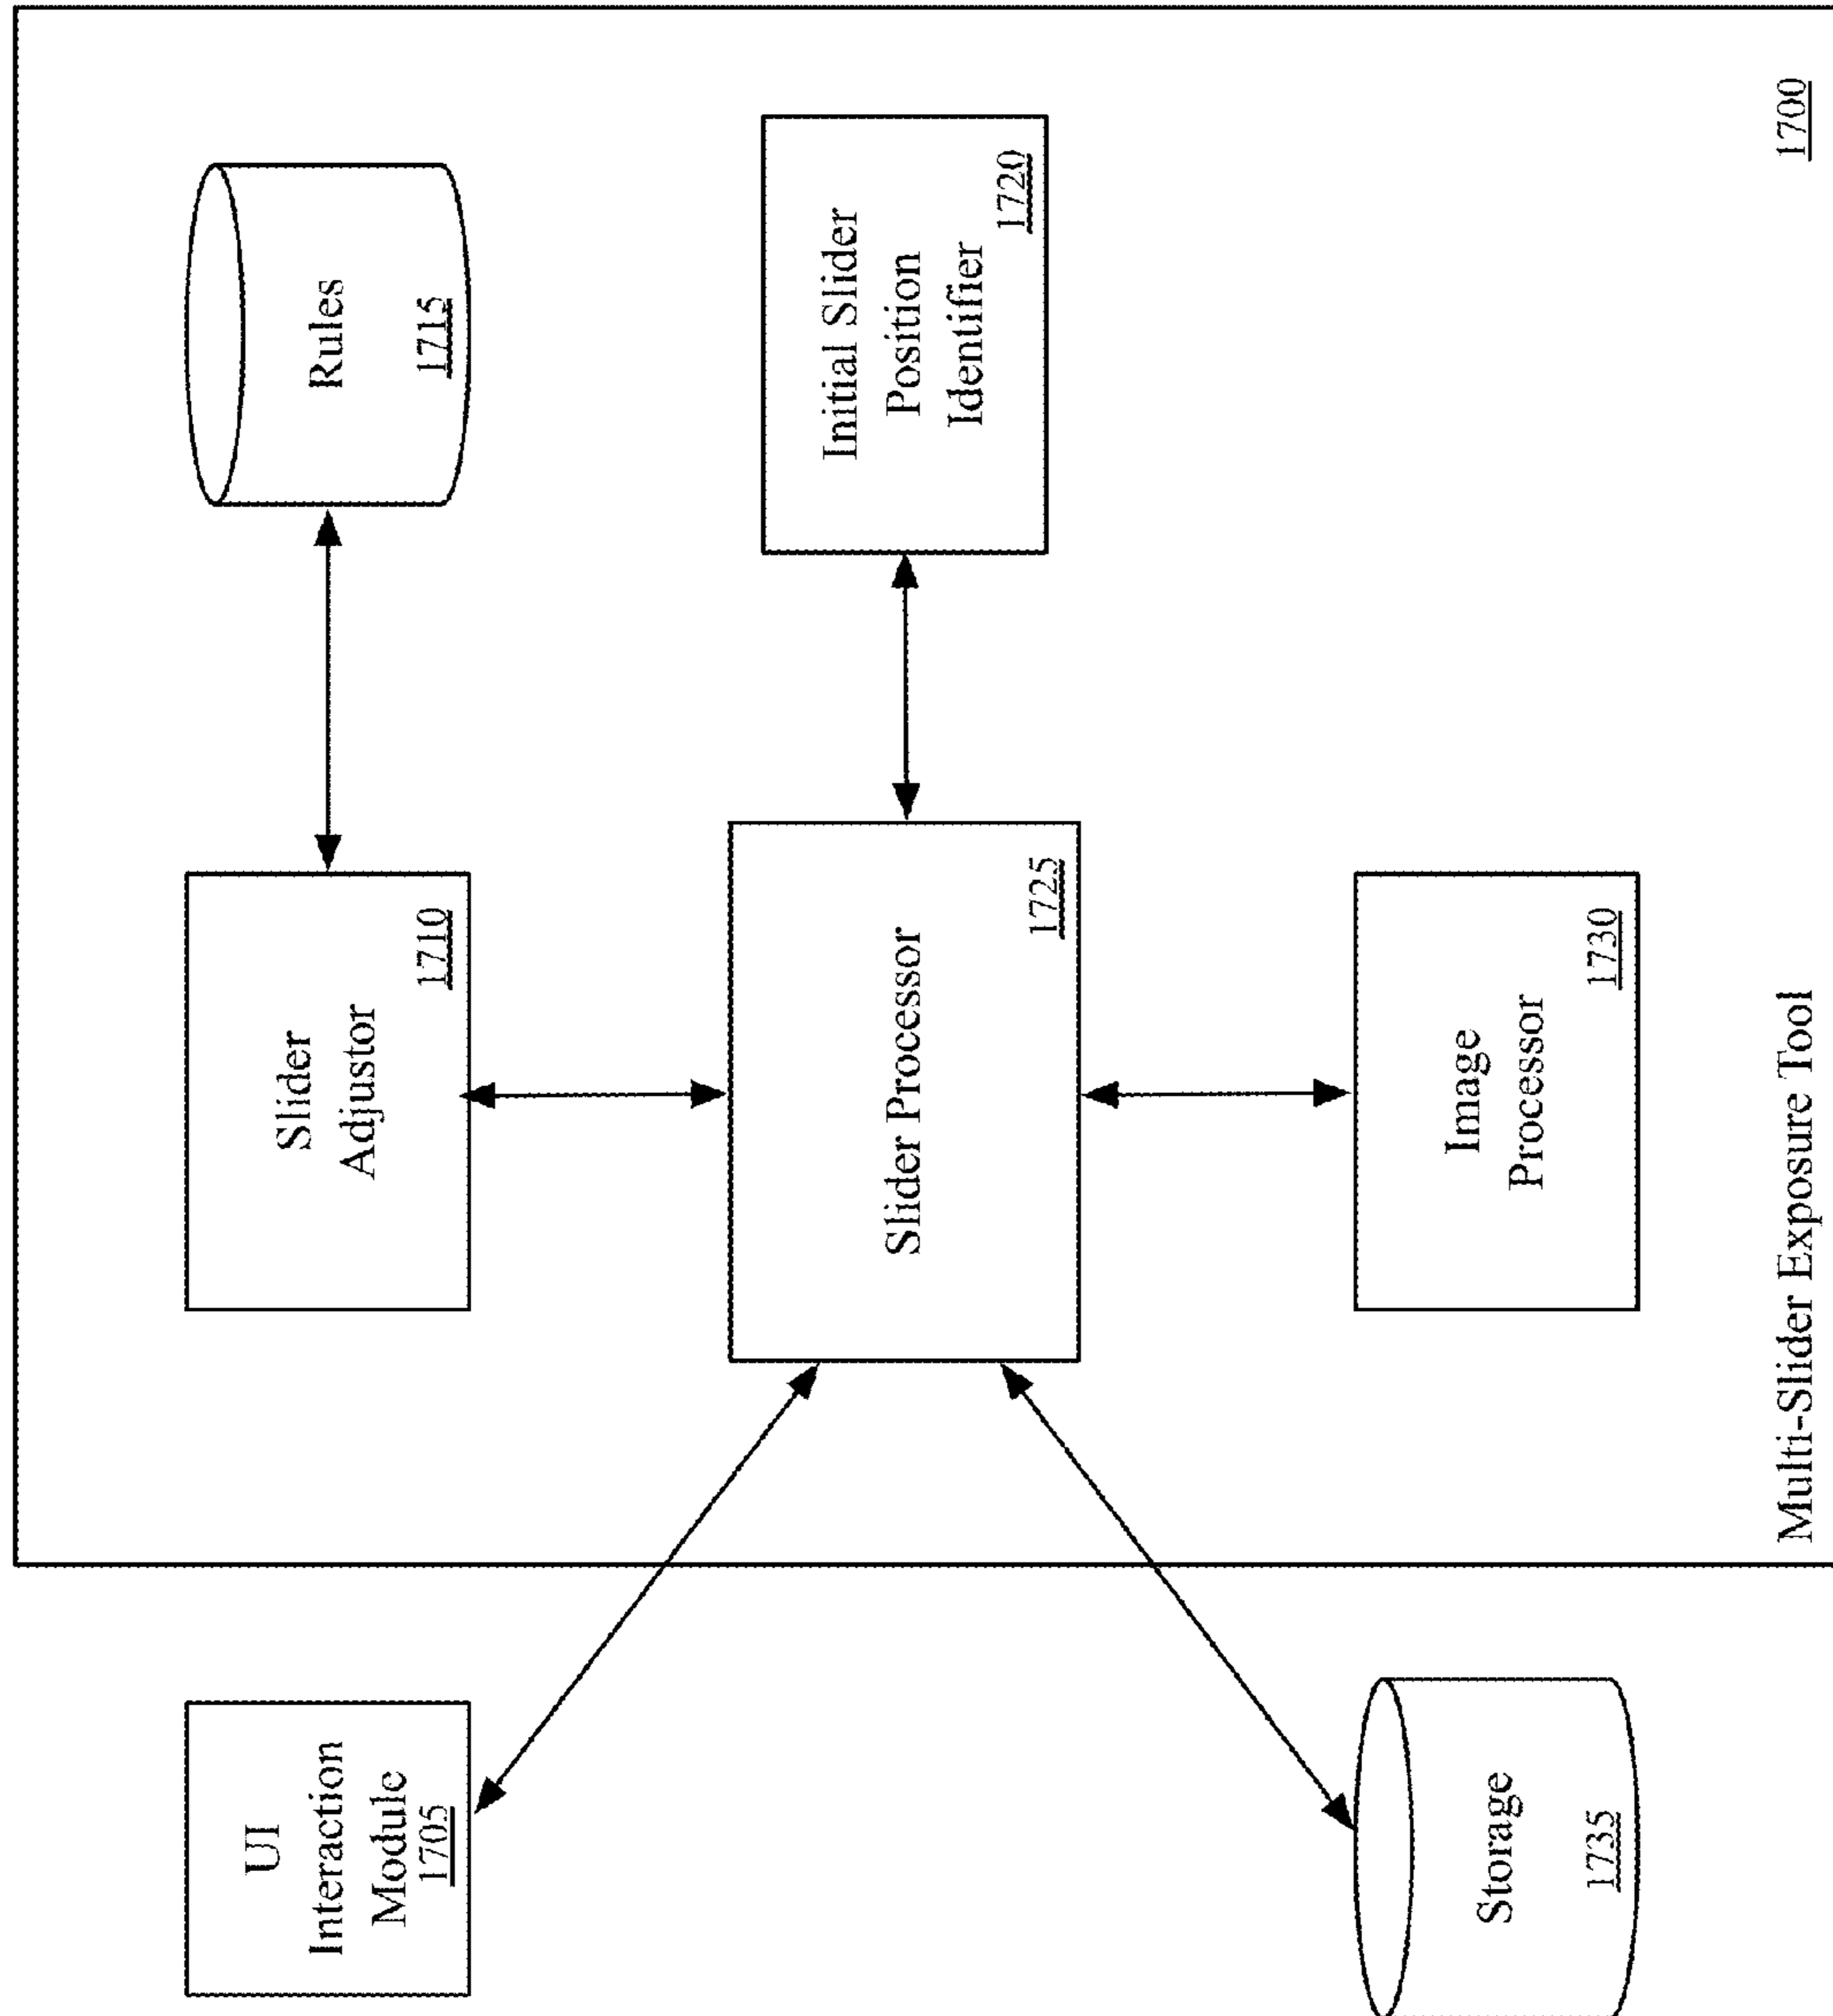 UI
Interaction
Module
1705
Slider
Adjustor
1710
Rules
1715
Slider Processor
1725
Initial Slider
Position
Identifier
1720
Storage
1735
Image
Processor
1730
Multi-Slider Exposure Tool
1700